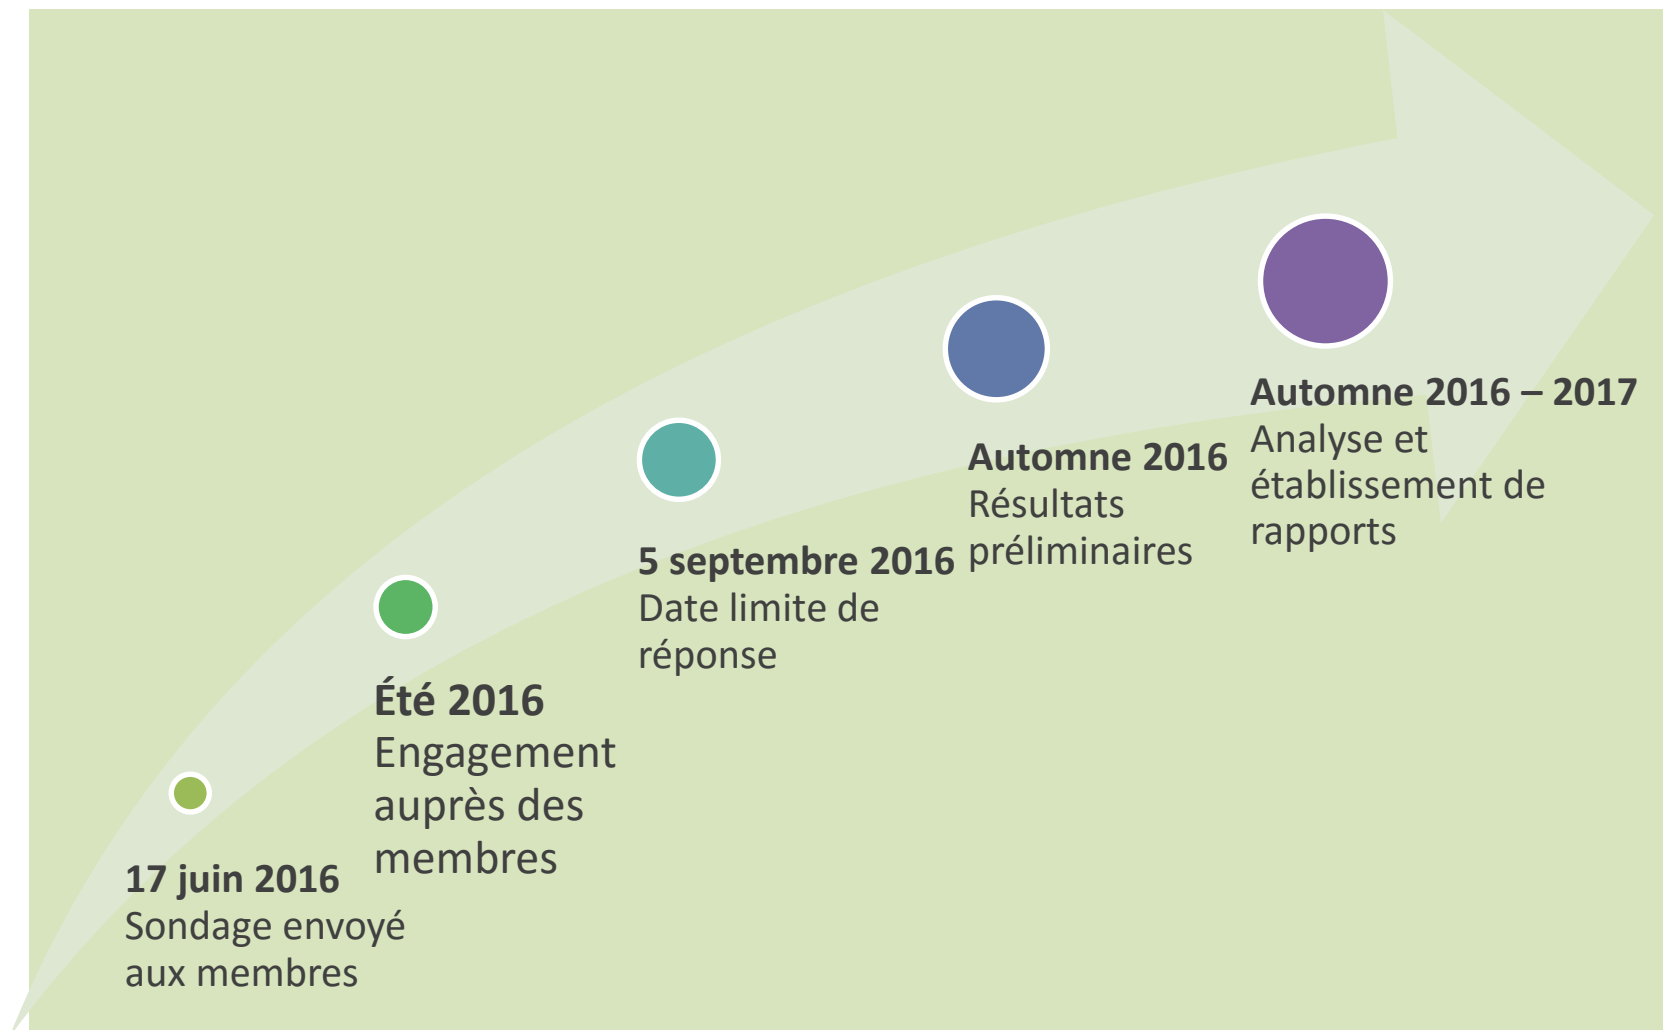 17 juin 2016
Sondage envoyé
aux membres
Été 2016
Engagement
auprès des
membres
5 septembre 2016
Date limite de
réponse
Automne 2016
Résultats
préliminaires
Automne 2016 – 2017
Analyse et
établissement de
rapports